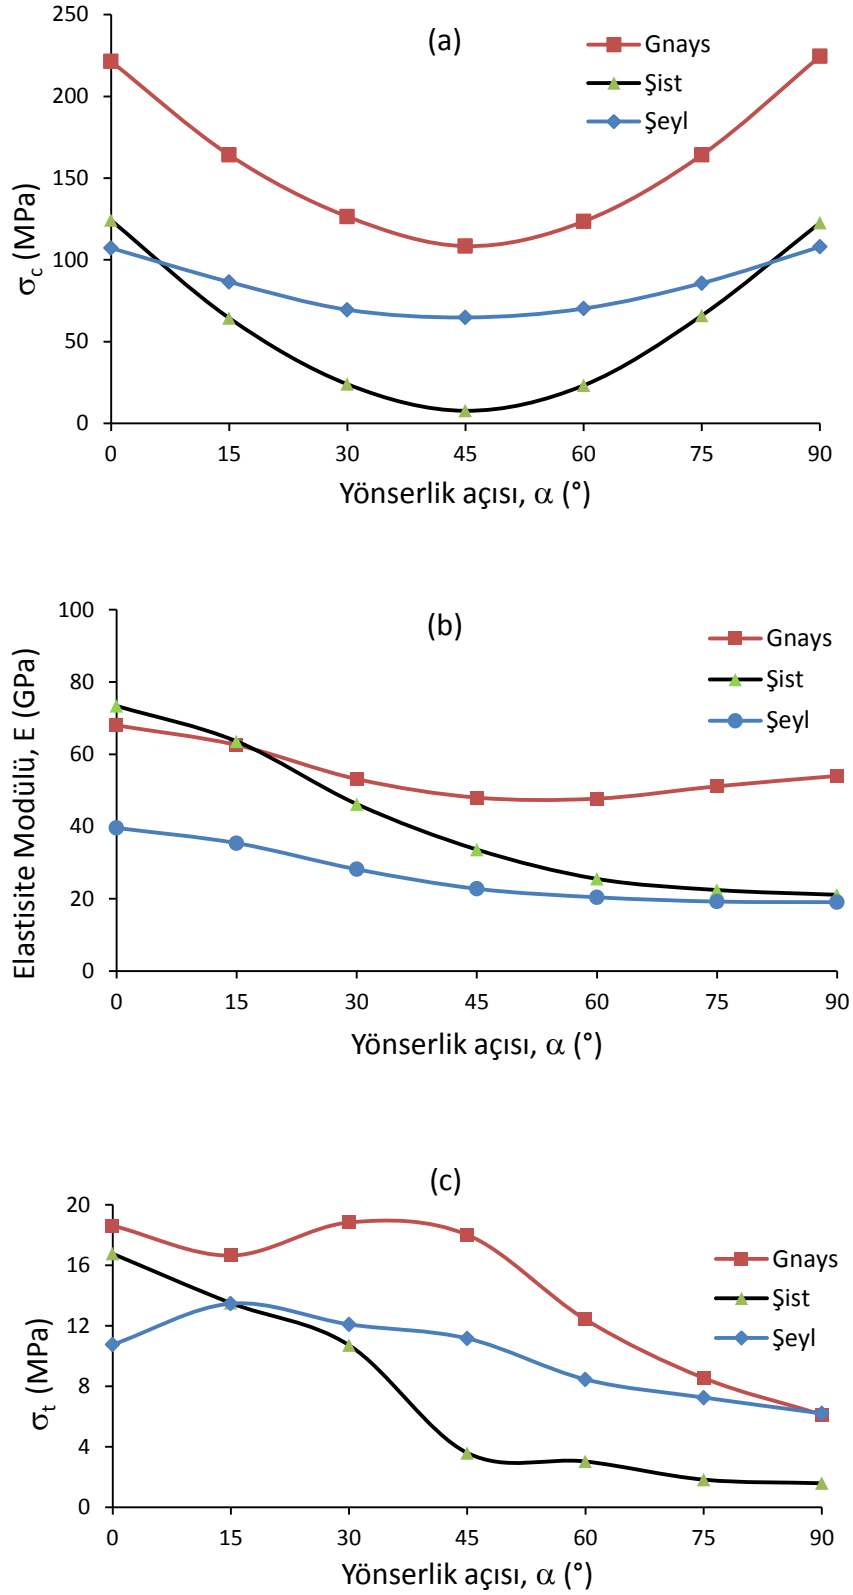 (a)
Gnays
Şist
Şeyl
250
200
150
100
50
0
σc (MPa)
0 15 30 45 60 75 90
Yönserlik açısı, α (°)
(b)
Gnays
Şist
Şeyl
100
80
60
40
20
0
Elastisite Modülü, E (GPa)
0 15 30 45 60 75 90
Yönserlik açısı, α (°)
(c)
Gnays
Şist
Şeyl
20
16
12
8
4
0
σt (MPa)
0 15 30 45 60 75 90
Yönserlik açısı, α (°)